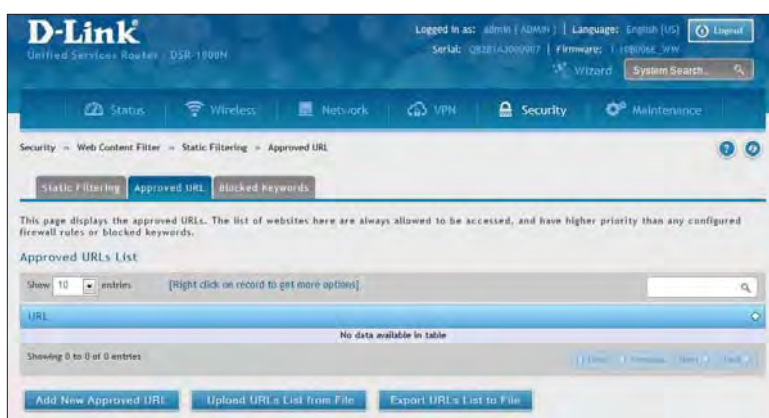 D-Link
Unified Services Router - DSR-1000N
Logged in as: admin ( ADMIN ) | Language: English [US] Logout
Serial: | Firmware:
Wizard System Search...
Status Wireless Network VPN Security Maintenance
Security » Web Content Filter » Static Filtering » Approved URL
Static Filtering Approved URL Blocked Keywords
This page displays the approved URLs. The list of websites here are always allowed to be accessed, and have higher priority than any configured
firewall rules or blocked keywords.
Approved URLs List
Show 10 entries [Right click on record to get more options]
URL
No data available in table
Showing 0 to 0 of 0 entries First Previous Next Last
Add New Approved URL Upload URLs List from File Export URLs List to File